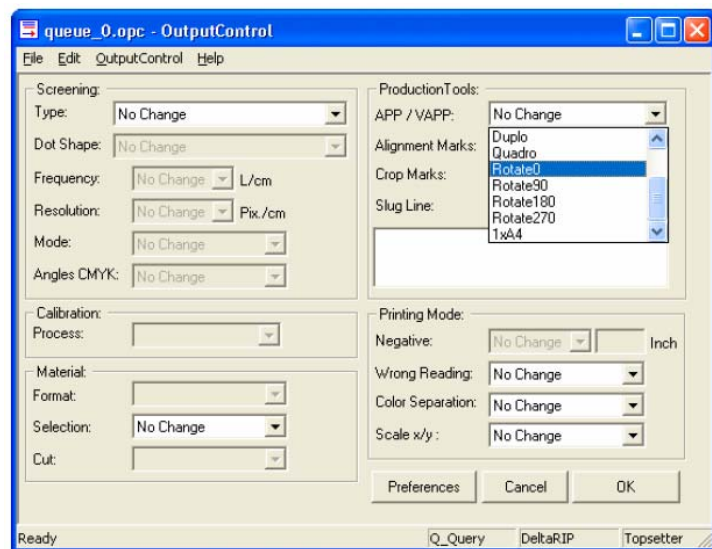 queue_0.opc - OutputControl
File Edit OutputControl Help
Screening:
Type: No Change
Dot Shape: No Change
Frequency: No Change L/cm
Resolution: No Change Pix./cm
Mode: No Change
Angles CMYK: No Change
Calibration:
Process:
Material:
Format:
Selection: No Change
Cut:
ProductionTools:
APP / VAPP: No Change
Alignment Marks:
Crop Marks:
Slug Line:
Duplo
Quadro
Rotate0
Rotate90
Rotate180
Rotate270
1xA4
Printing Mode:
Negative: No Change Inch
Wrong Reading: No Change
Color Separation: No Change
Scale x/y : No Change
Preferences Cancel OK
Ready Q_Query DeltaRIP Topsetter